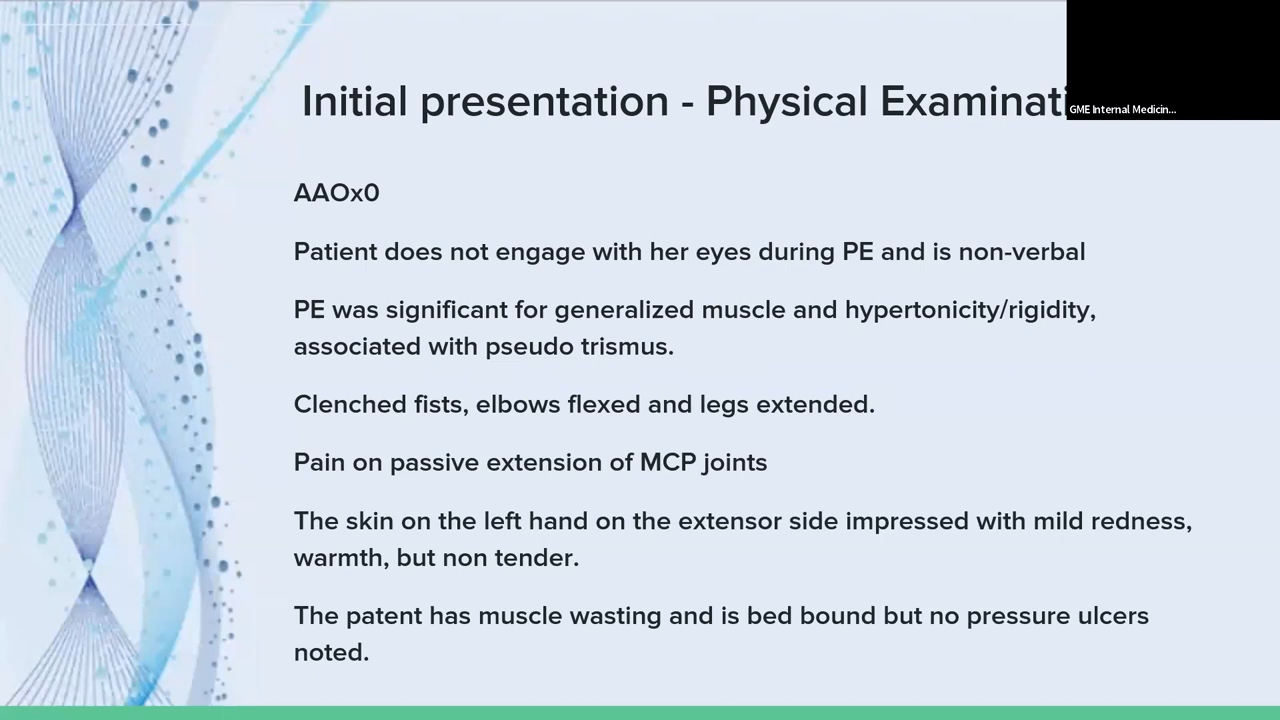 Initial presentation - Physical Examinati
GME Internal Medicin...
AAOx0
Patient does not engage with her eyes during PE and is non-verbal
PE was significant for generalized muscle and hypertonicity/rigidity,
associated with pseudo trismus.
Clenched fists, elbows flexed and legs extended.
Pain on passive extension of MCP joints
The skin on the left hand on the extensor side impressed with mild redness,
warmth, but non tender.
The patent has muscle wasting and is bed bound but no pressure ulcers
noted.